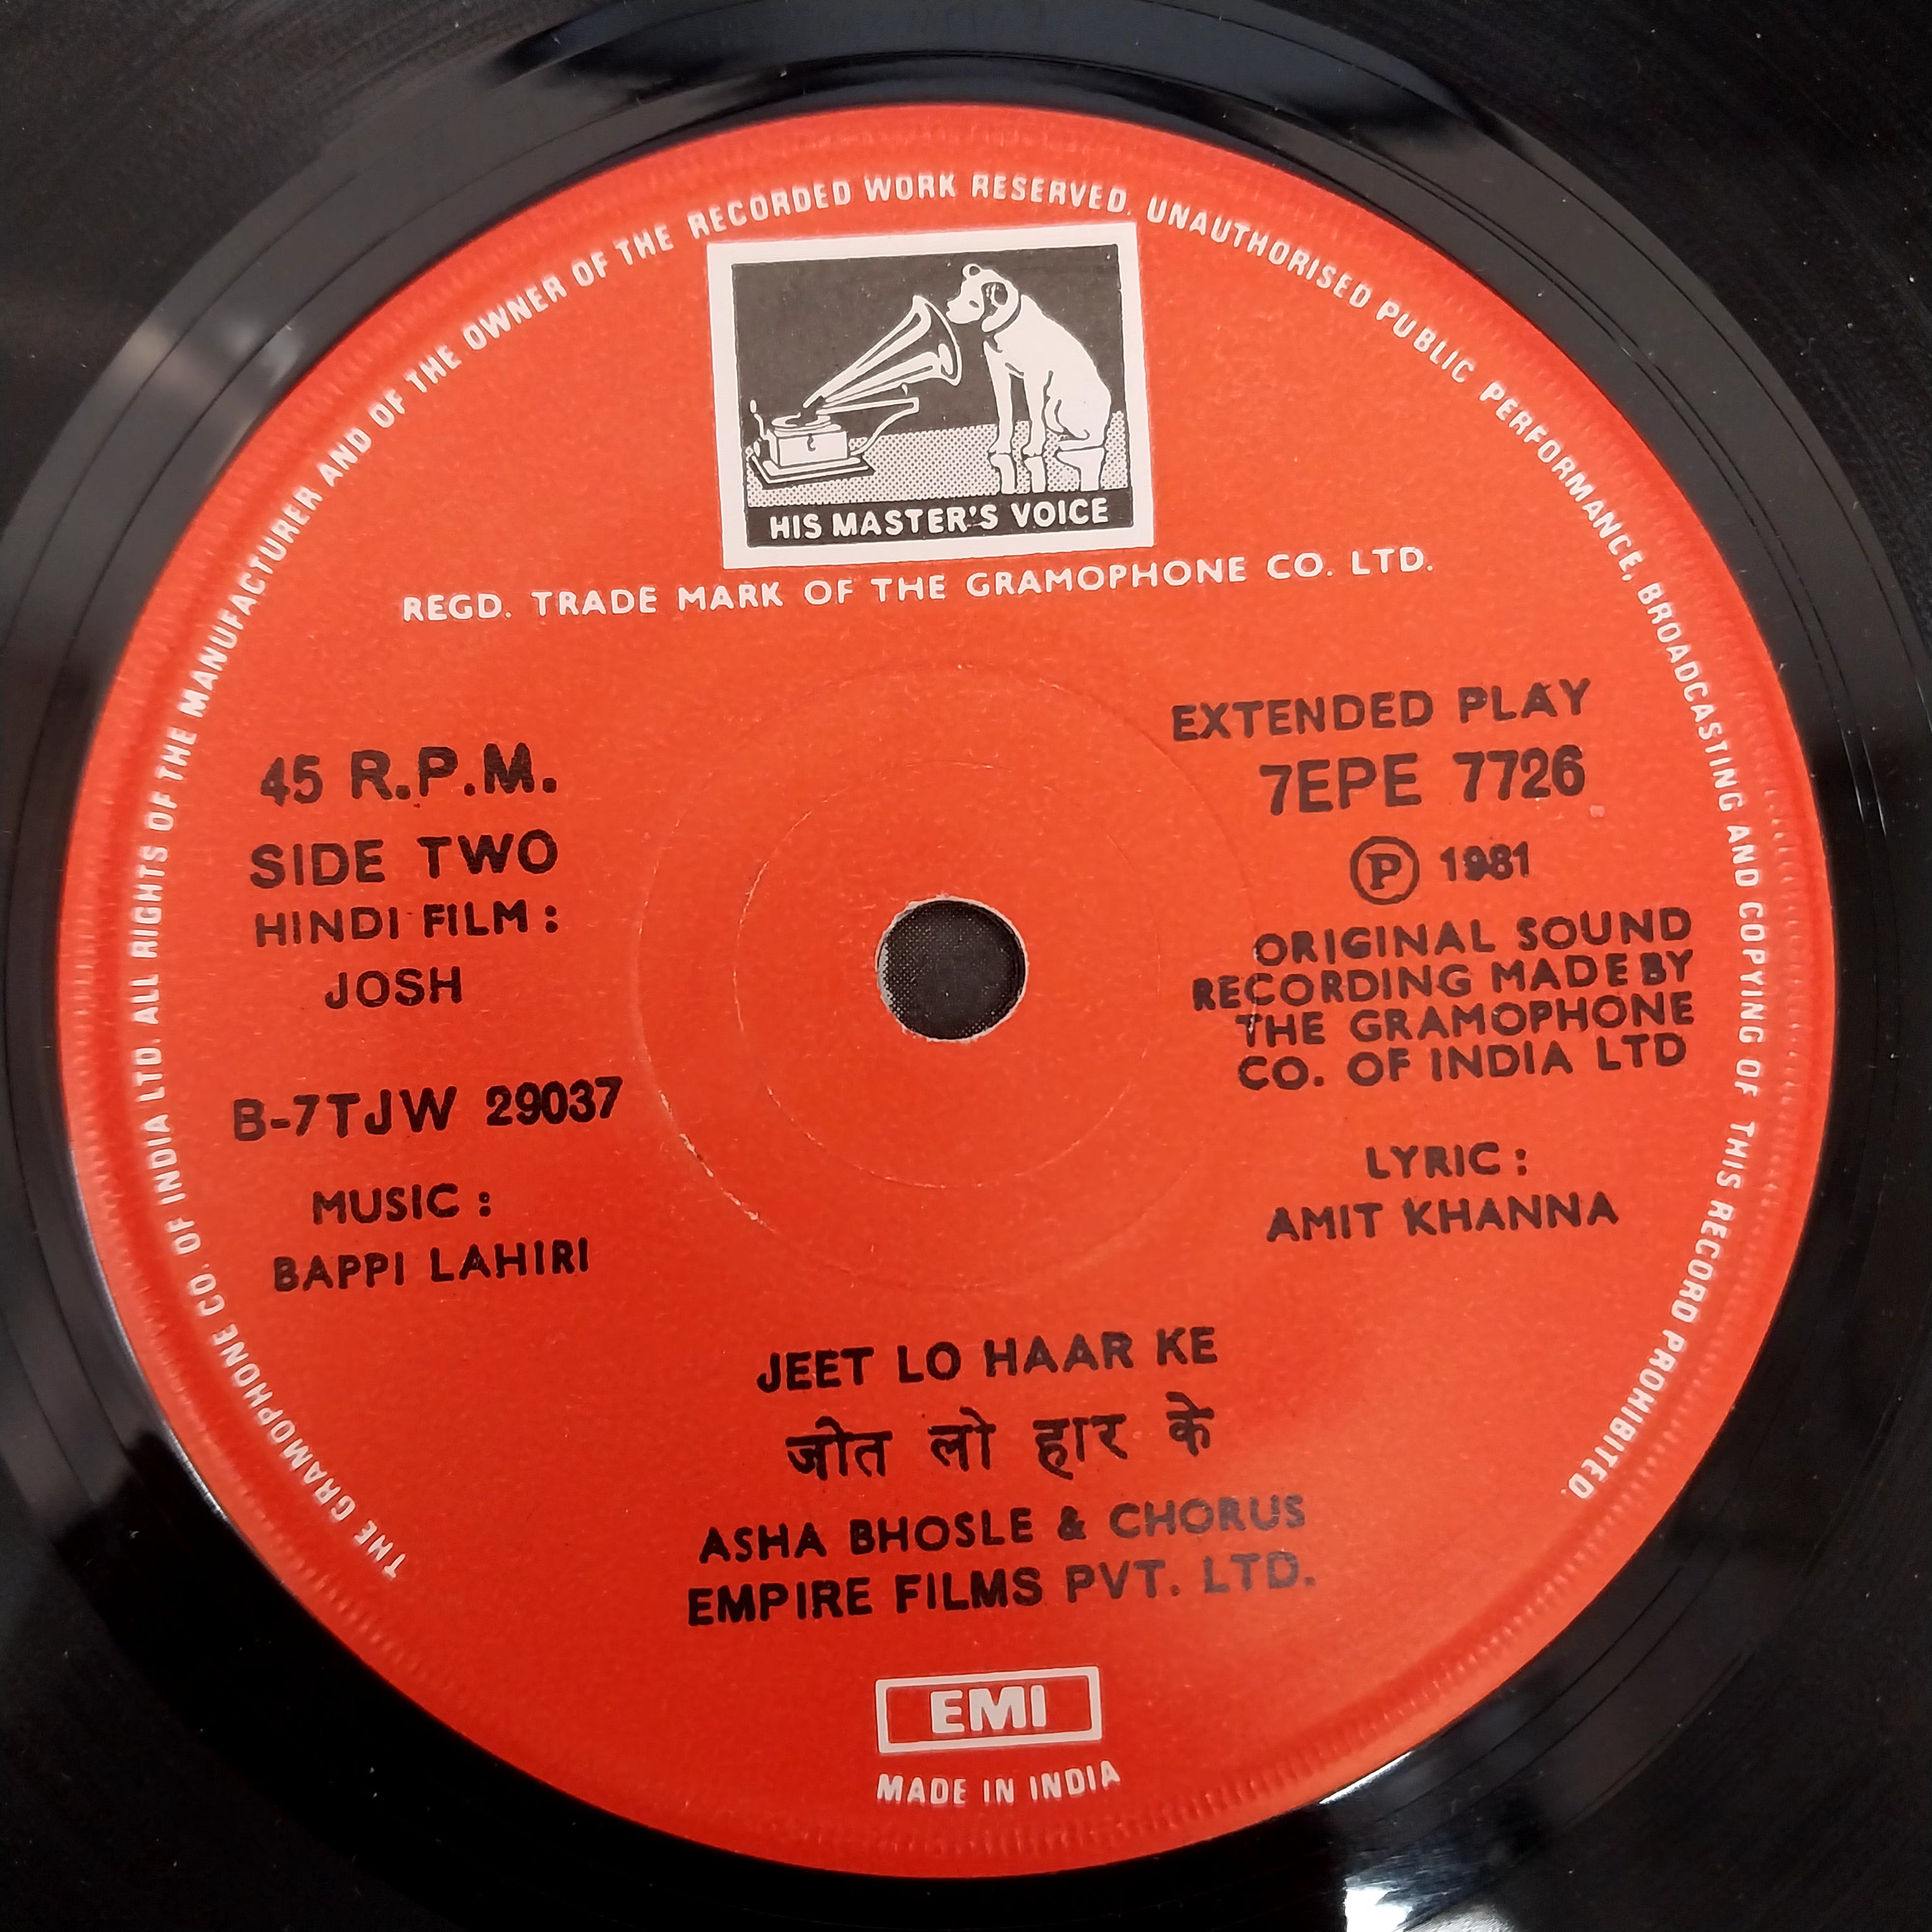 THE GRAMOPHONE CO. OF INDIA LTD. ALL RIGHTS OF THE MANUFACTURER AND OF THE OWNER OF THE RECORDED WORK RESERVED. UNAUTHORISED PUBLIC PERFORMANCE, BROADCASTING AND COPYING OF THIS RECORD PROHIBITED.
HIS MASTER'S VOICE
REGD. TRADE MARK OF THE GRAMOPHONE CO. LTD.
45 R.P.M.
SIDE TWO
HINDI FILM :
JOSH
B-7TJW 29037
MUSIC :
BAPPI LAHIRI
EXTENDED PLAY
7EPE 7726
Ⓟ 1981
ORIGINAL SOUND
RECORDING MADE BY
THE GRAMOPHONE
CO. OF INDIA LTD
LYRIC :
AMIT KHANNA
JEET LO HAAR KE
जीत लो हार के
ASHA BHOSLE & CHORUS
EMPIRE FILMS PVT. LTD.
EMI
MADE IN INDIA